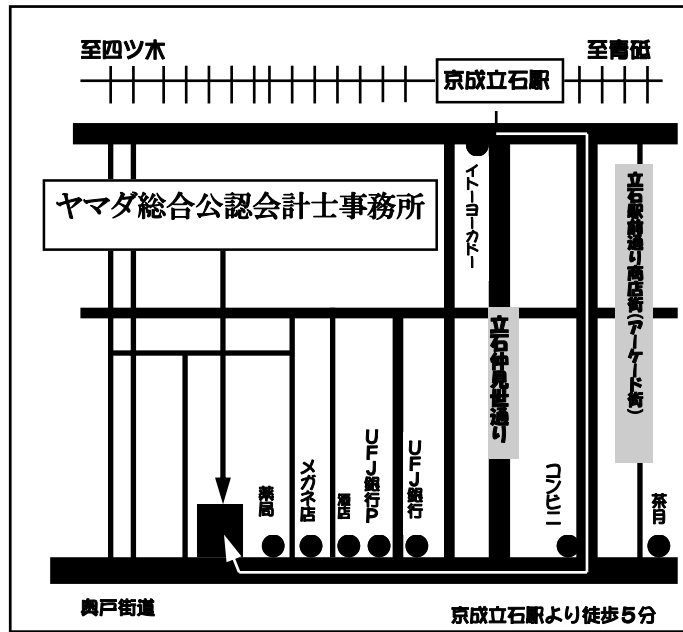 至四ツ木
至青砥
京成立石駅
イトーヨーカドー
立石駅前通り商店街(アーケード街)
ヤマダ総合公認会計士事務所
立石仲見世通り
薬局
メガネ店
酒店
UFJ銀行P
UFJ銀行
コンビニ
茶月
奥戸街道
京成立石駅より徒歩5分